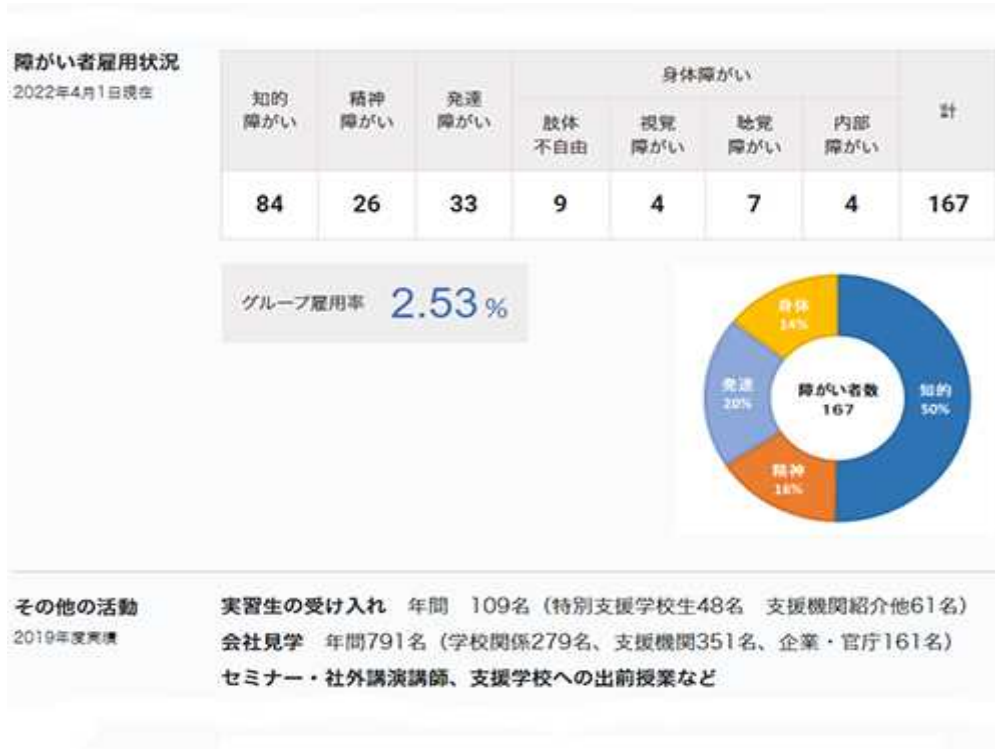 障がい者雇用状況
2022年4月1日現在
知的
障がい
精神
障がい
発達
障がい
身体障がい
肢体
不自由
視覚
障がい
聴覚
障がい
内部
障がい
計
84 26 33 9 4 7 4 167
グループ雇用率 2.53%
身体
14%
発達
20%
障がい者数
167
知的
50%
精神
16%
その他の活動
2019年度実績
実習生の受け入れ 年間 109名（特別支援学校生48名 支援機関紹介他61名）
会社見学 年間791名（学校関係279名、支援機関351名、企業・官庁161名）
セミナー・社外講演講師、支援学校への出前授業など